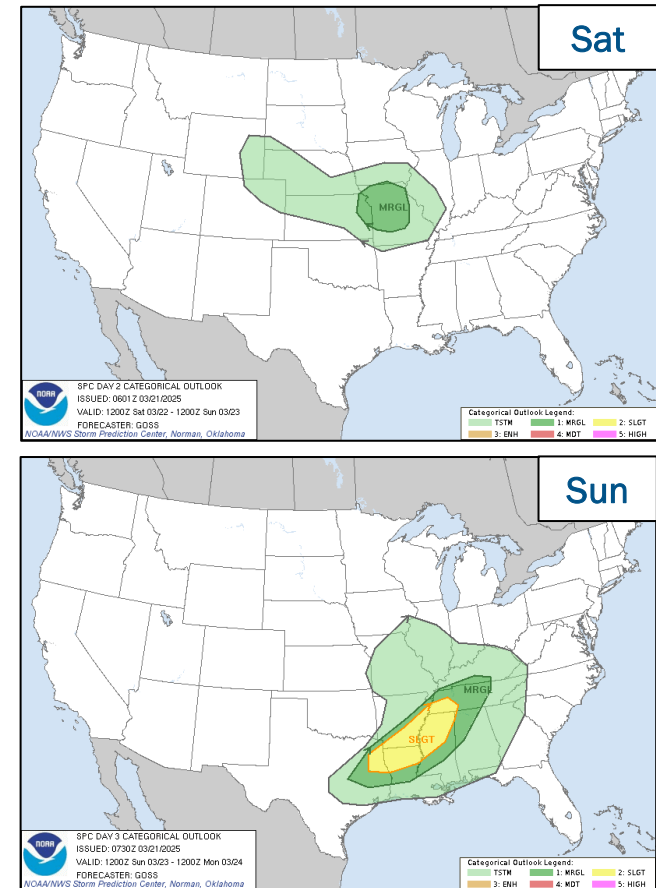 Sat
MRGL
SPC DAY 2 CATEGORICAL OUTLOOK
ISSUED: 0601Z 03/21/2025
VALID: 1200Z Sat 03/22 - 1200Z Sun 03/23
FORECASTER: GOSS
NOAA/NWS Storm Prediction Center, Norman, Oklahoma
NOAA
Categorical Outlook Legend:
TSTM 1: MRGL 2: SLGT
3: ENH 4: MDT 5: HIGH
Sun
MRGL
SLGT
SPC DAY 3 CATEGORICAL OUTLOOK
ISSUED: 0730Z 03/21/2025
VALID: 1200Z Sun 03/23 - 1200Z Mon 03/24
FORECASTER: GOSS
NOAA/NWS Storm Prediction Center, Norman, Oklahoma
NOAA
Categorical Outlook Legend:
TSTM 1: MRGL 2: SLGT
3: ENH 4: MDT 5: HIGH